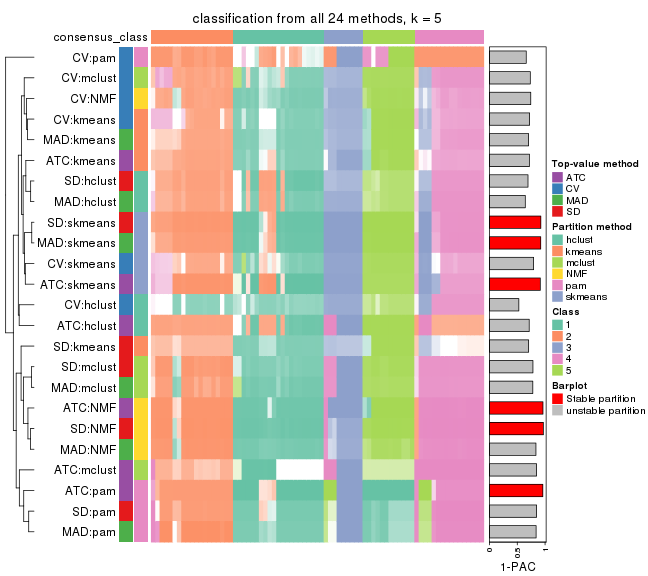 classification from all 24 methods, k = 5
consensus_class
CV:pam
CV:mclust
CV:NMF
CV:kmeans
MAD:kmeans
ATC:kmeans
SD:hclust
MAD:hclust
SD:skmeans
MAD:skmeans
CV:skmeans
ATC:skmeans
CV:hclust
ATC:hclust
SD:kmeans
SD:mclust
MAD:mclust
ATC:NMF
SD:NMF
MAD:NMF
ATC:mclust
ATC:pam
SD:pam
MAD:pam
0
0.5
1
1-PAC
Top-value method
ATC
CV
MAD
SD
Partition method
hclust
kmeans
mclust
NMF
pam
skmeans
Class
1
2
3
4
5
Barplot
Stable partition
unstable partition